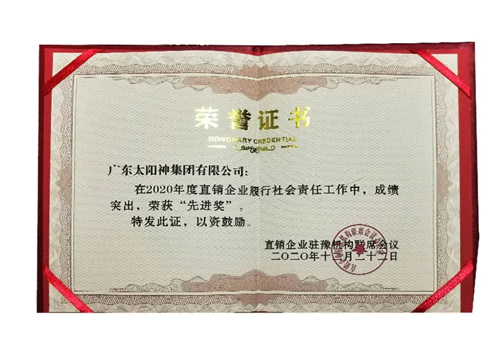 荣誉证书
HONORARY CREDENTIAL
广东太阳神集团有限公司：
在2020年度直销企业履行社会责任工作中，成绩
突出，荣获“先进奖”。
特发此证，以资鼓励。
直销企业驻豫机构联席会议
二〇二〇年十二月二十二日